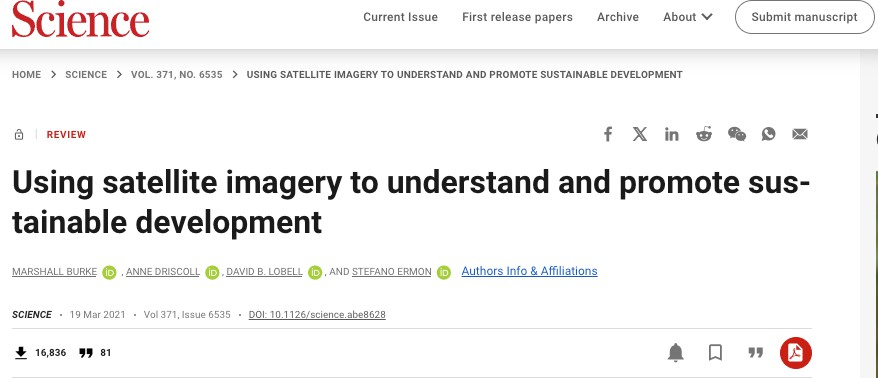 Science
Current Issue First release papers Archive About Submit manuscript
HOME > SCIENCE > VOL. 371, NO. 6535 > USING SATELLITE IMAGERY TO UNDERSTAND AND PROMOTE SUSTAINABLE DEVELOPMENT
REVIEW
Using satellite imagery to understand and promote sus-
tainable development
MARSHALL BURKE , ANNE DRISCOLL , DAVID B. LOBELL , AND STEFANO ERMON Authors Info & Affiliations
SCIENCE • 19 Mar 2021 • Vol 371, Issue 6535 • DOI: 10.1126/science.abe8628
16,836 81